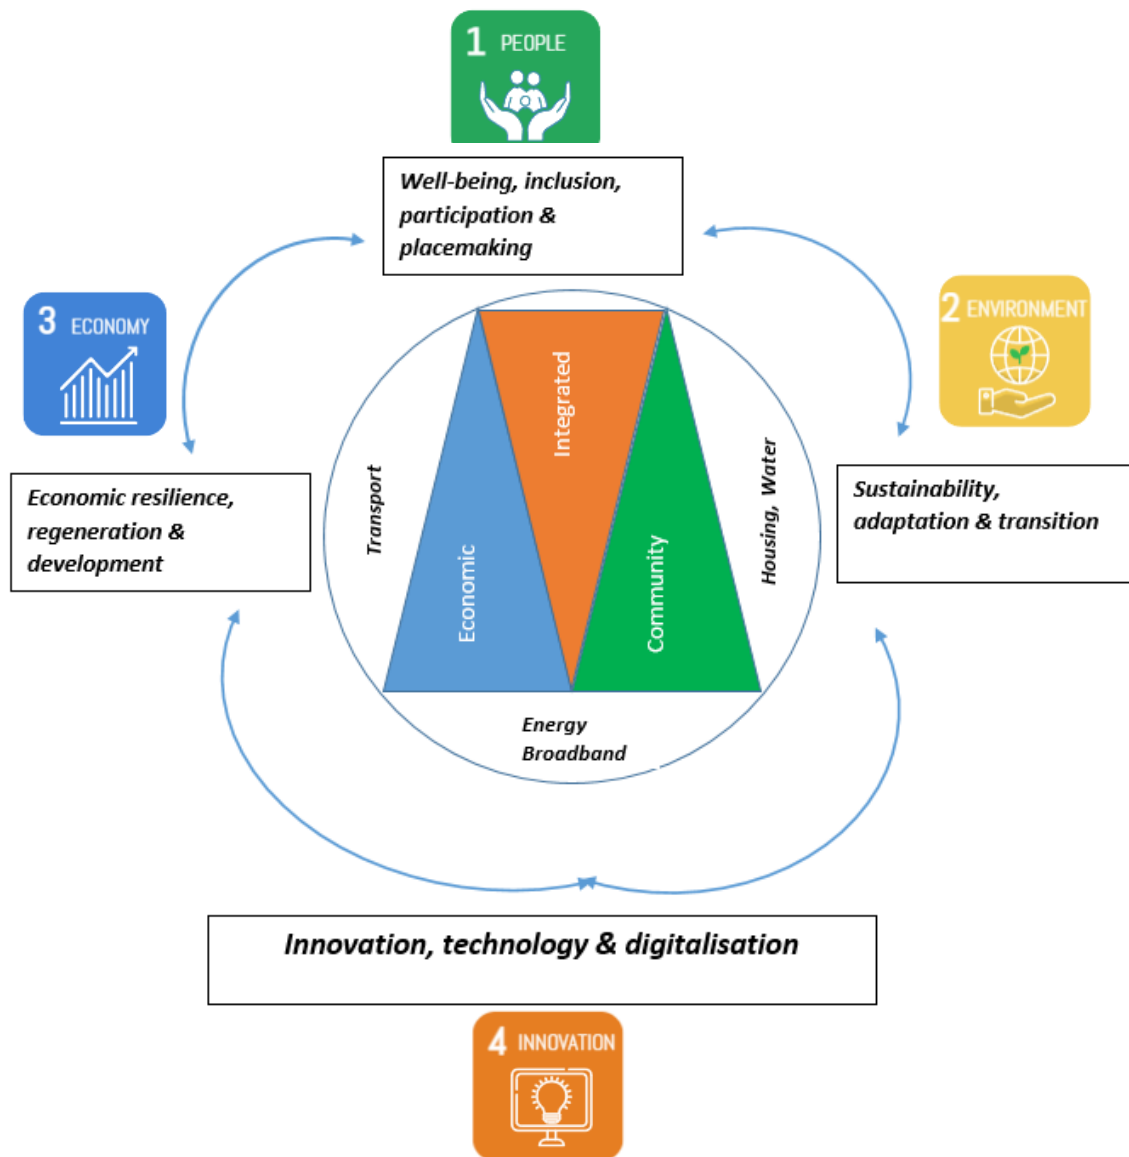 1 PEOPLE
Well-being, inclusion,
participation &
placemaking
3 ECONOMY
2 ENVIRONMENT
Economic resilience,
regeneration &
development
Transport
Economic
Integrated
Community
Housing, Water
Sustainability,
adaptation & transition
Energy
Broadband
Innovation, technology & digitalisation
4 INNOVATION